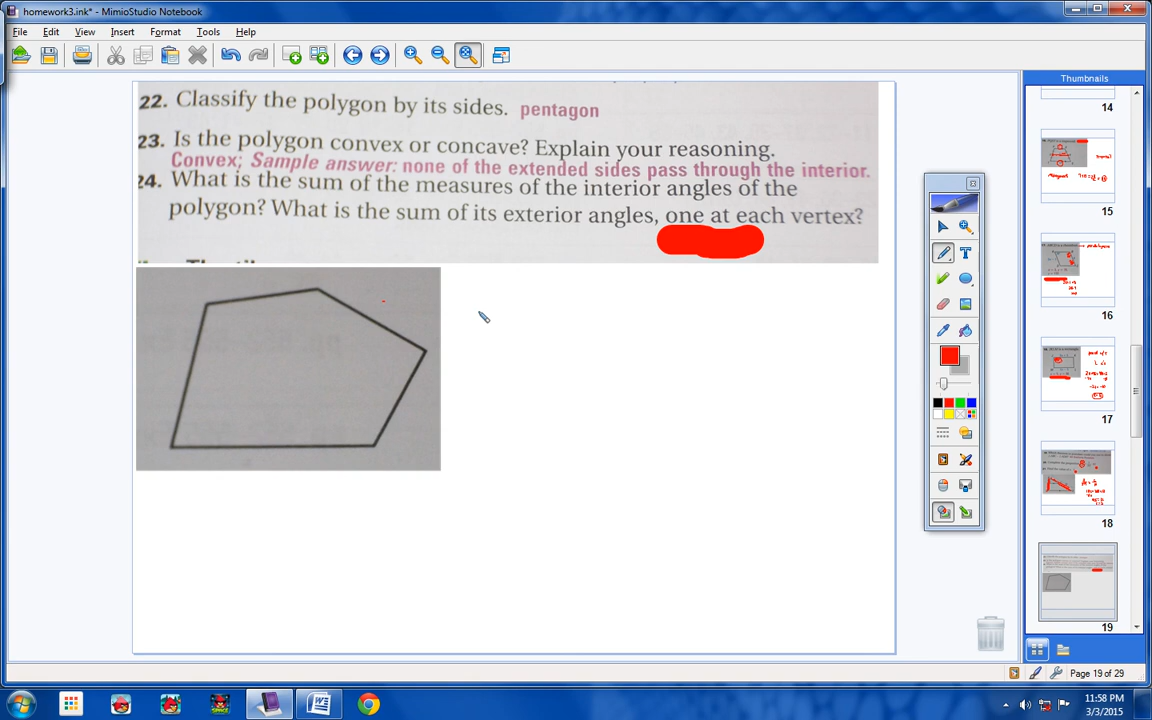 homework3.ink* - MimioStudio Notebook
File Edit View Insert Format Tools Help
Thumbnails
22. Classify the polygon by its sides. pentagon
23. Is the polygon convex or concave? Explain your reasoning.
Convex; Sample answer: none of the extended sides pass through the interior.
24. What is the sum of the measures of the interior angles of the
polygon? What is the sum of its exterior angles, one at each vertex?
14
15
16
17
18
19
Page 19 of 29
11:58 PM
3/3/2015